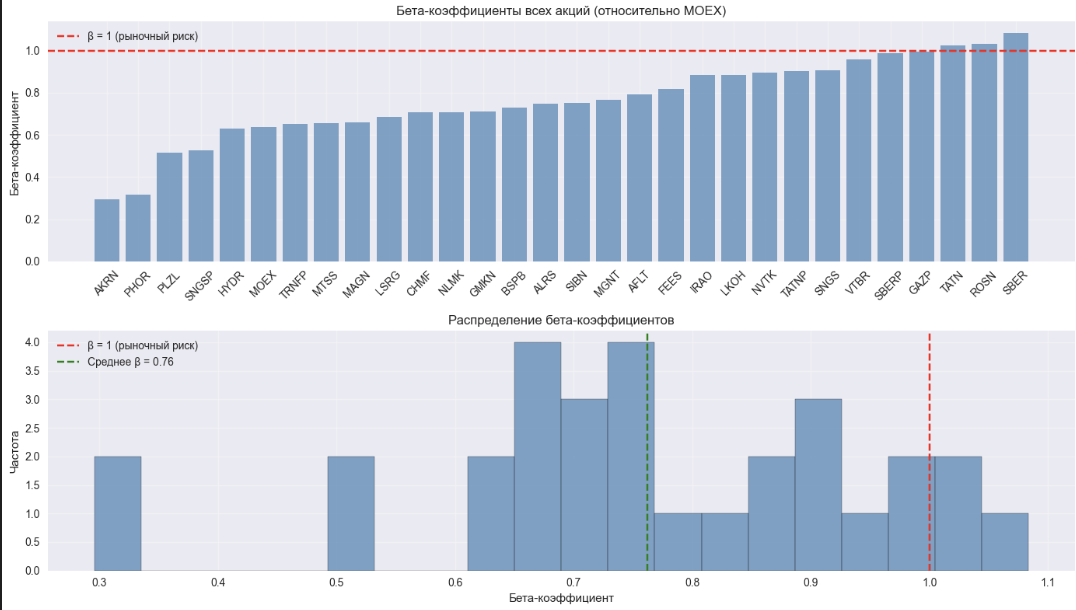 Бета-коэффициенты всех акций (относительно MOEX)
β = 1 (рыночный риск)
Бета-коэффициент
1.0
0.8
0.6
0.4
0.2
0.0
AKRN PHOR PLZL SNGSP HYDR MOEX TRNFP MTSS MAGN LSRG CHMF NLMK GMKN BSPB ALRS SIBN MGNT AFLT FEES IRAO LKOH NVTK TATNP SNGS VTBR SBERP GAZP TATN ROSN SBER
Распределение бета-коэффициентов
β = 1 (рыночный риск)
Среднее β = 0.76
Частота
4.0
3.5
3.0
2.5
2.0
1.5
1.0
0.5
0.0
0.3 0.4 0.5 0.6 0.7 0.8 0.9 1.0 1.1
Бета-коэффициент